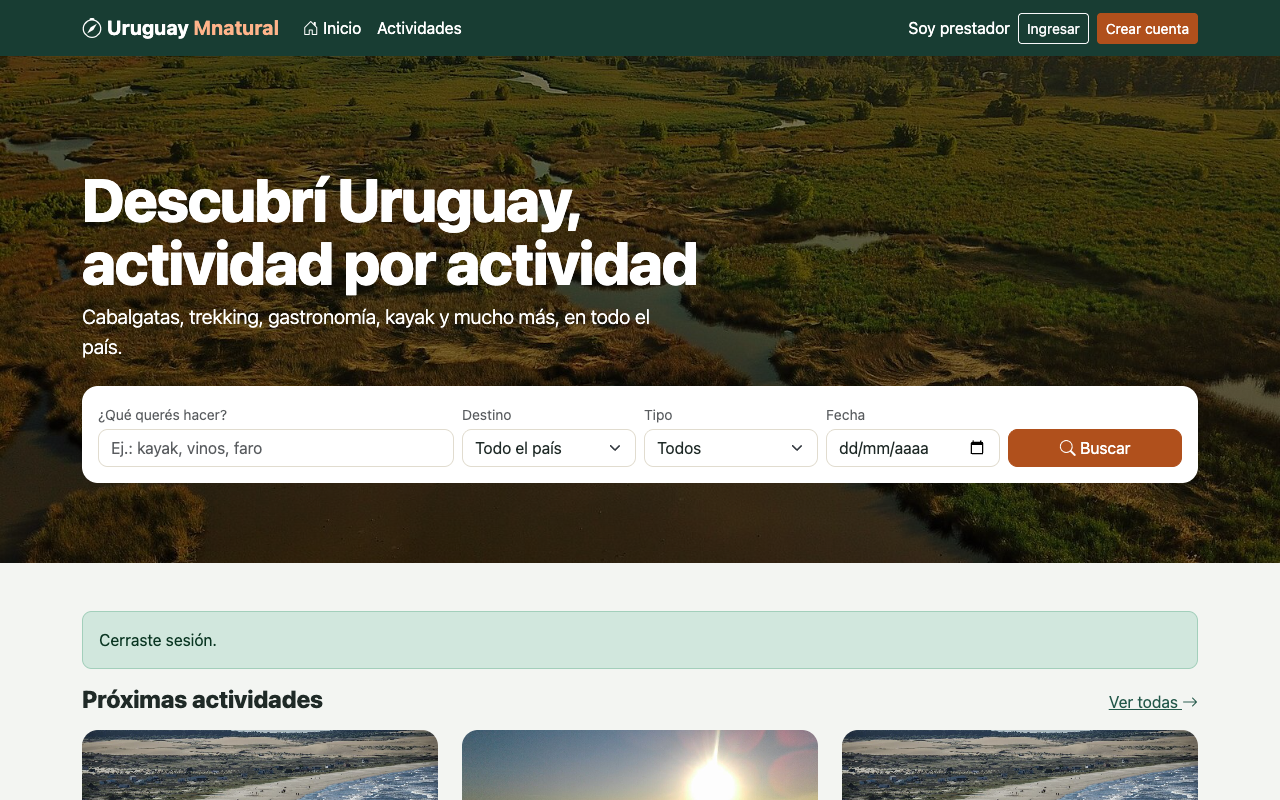 Uruguay Mnatural
Inicio
Actividades
Soy prestador
Ingresar
Crear cuenta
Descubrí Uruguay,
actividad por actividad
Cabalgatas, trekking, gastronomía, kayak y mucho más, en todo el
país.
¿Qué querés hacer?
Destino
Tipo
Fecha
Ej.: kayak, vinos, faro
Todo el país
Todos
dd/mm/aaaa
Buscar
Cerraste sesión.
Próximas actividades
Ver todas →